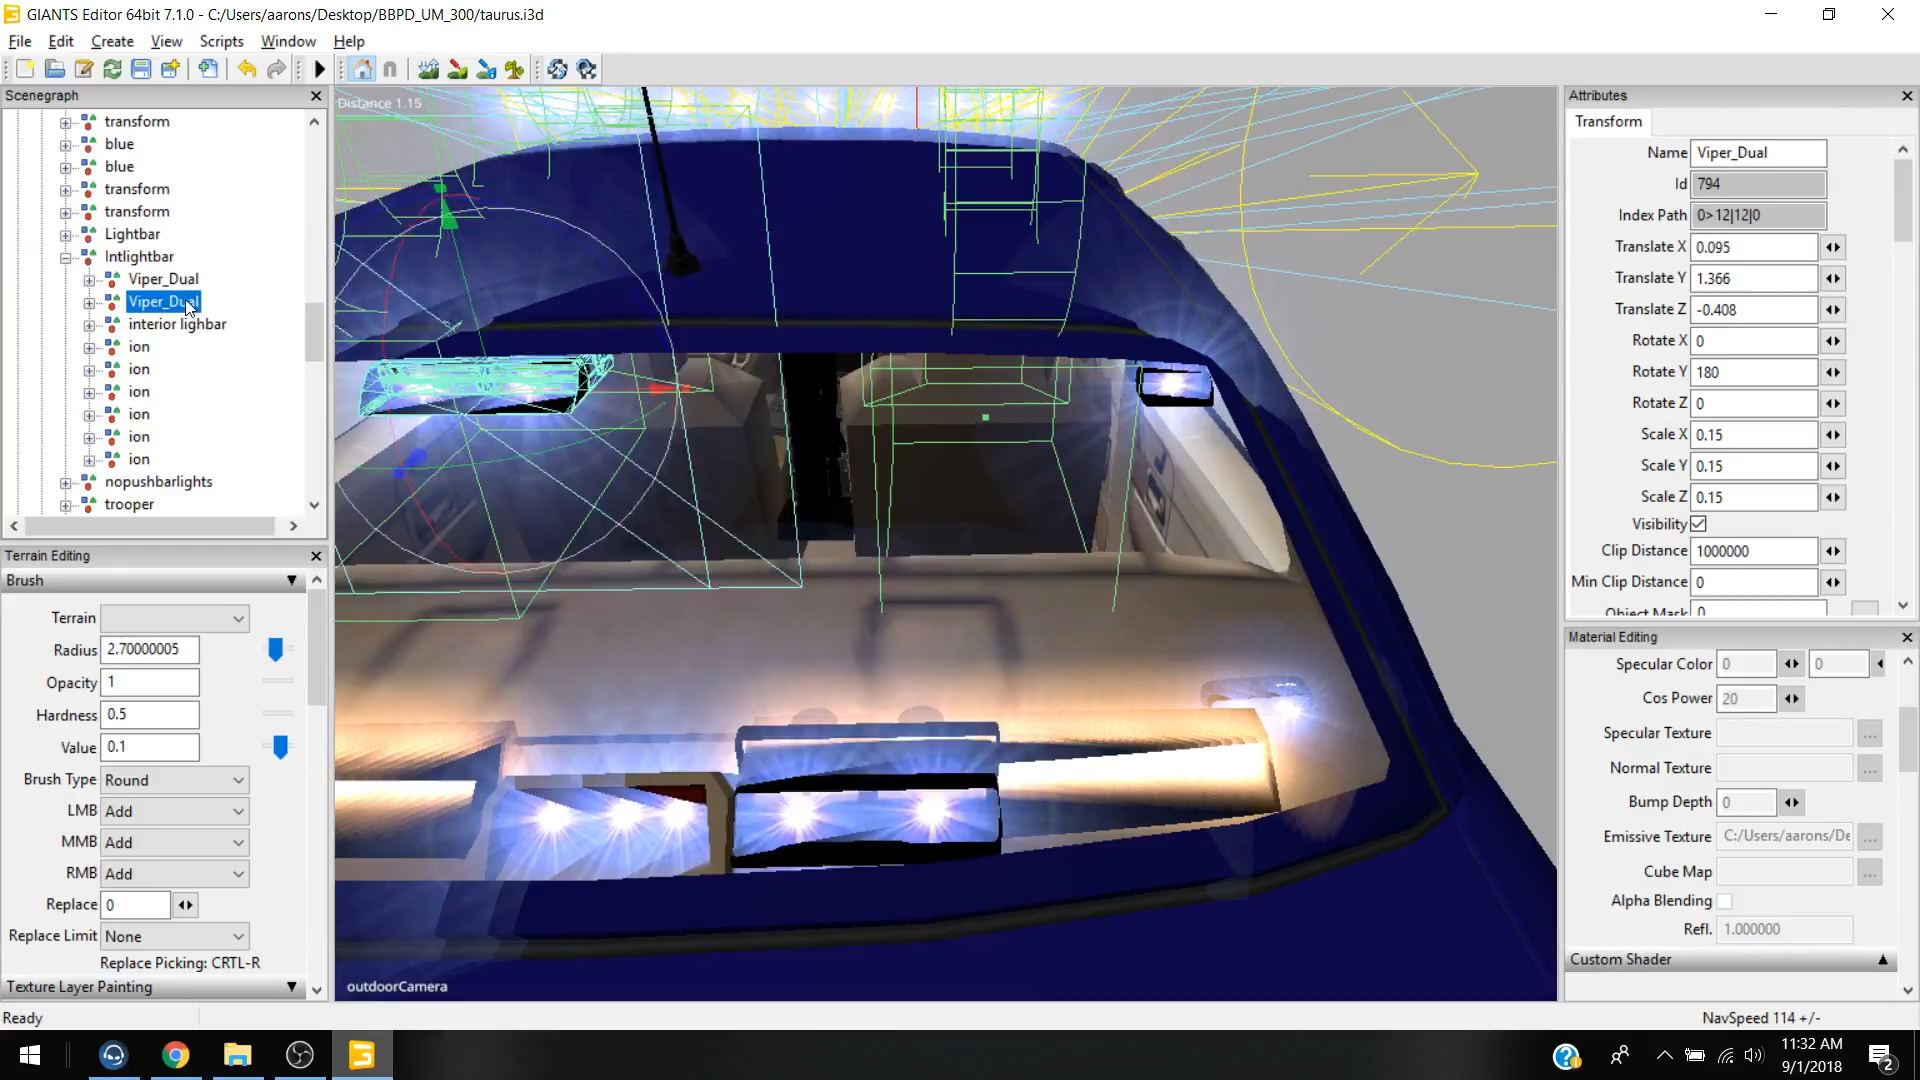 GIANTS Editor 64bit 7.1.0 - C:/Users/aarons/Desktop/BBPD_UM_300/taurus.i3d
File Edit Create View Scripts Window Help
Scenegraph
transform
blue
blue
transform
transform
Lightbar
Intlightbar
Viper_Dual
Viper_Dual
interior lighbar
ion
ion
ion
ion
ion
ion
nopushbarlights
trooper
Terrain Editing
Brush
Terrain
Radius 2.70000005
Opacity 1
Hardness 0.5
Value 0.1
Brush Type Round
LMB Add
MMB Add
RMB Add
Replace 0
Replace Limit None
Replace Picking: CRTL-R
Texture Layer Painting
Ready
Distance 1.15
outdoorCamera
Attributes
Transform
Name Viper_Dual
Id 794
Index Path 0>12|12|0
Translate X 0.095
Translate Y 1.366
Translate Z -0.408
Rotate X 0
Rotate Y 180
Rotate Z 0
Scale X 0.15
Scale Y 0.15
Scale Z 0.15
Visibility
Clip Distance 1000000
Min Clip Distance 0
Object Mask 0
Material Editing
Specular Color 0 0
Cos Power 20
Specular Texture ...
Normal Texture ...
Bump Depth 0
Emissive Texture C:/Users/aarons/De ...
Cube Map ...
Alpha Blending
Refl. 1.000000
Custom Shader
NavSpeed 114 +/-
11:32 AM
9/1/2018
2